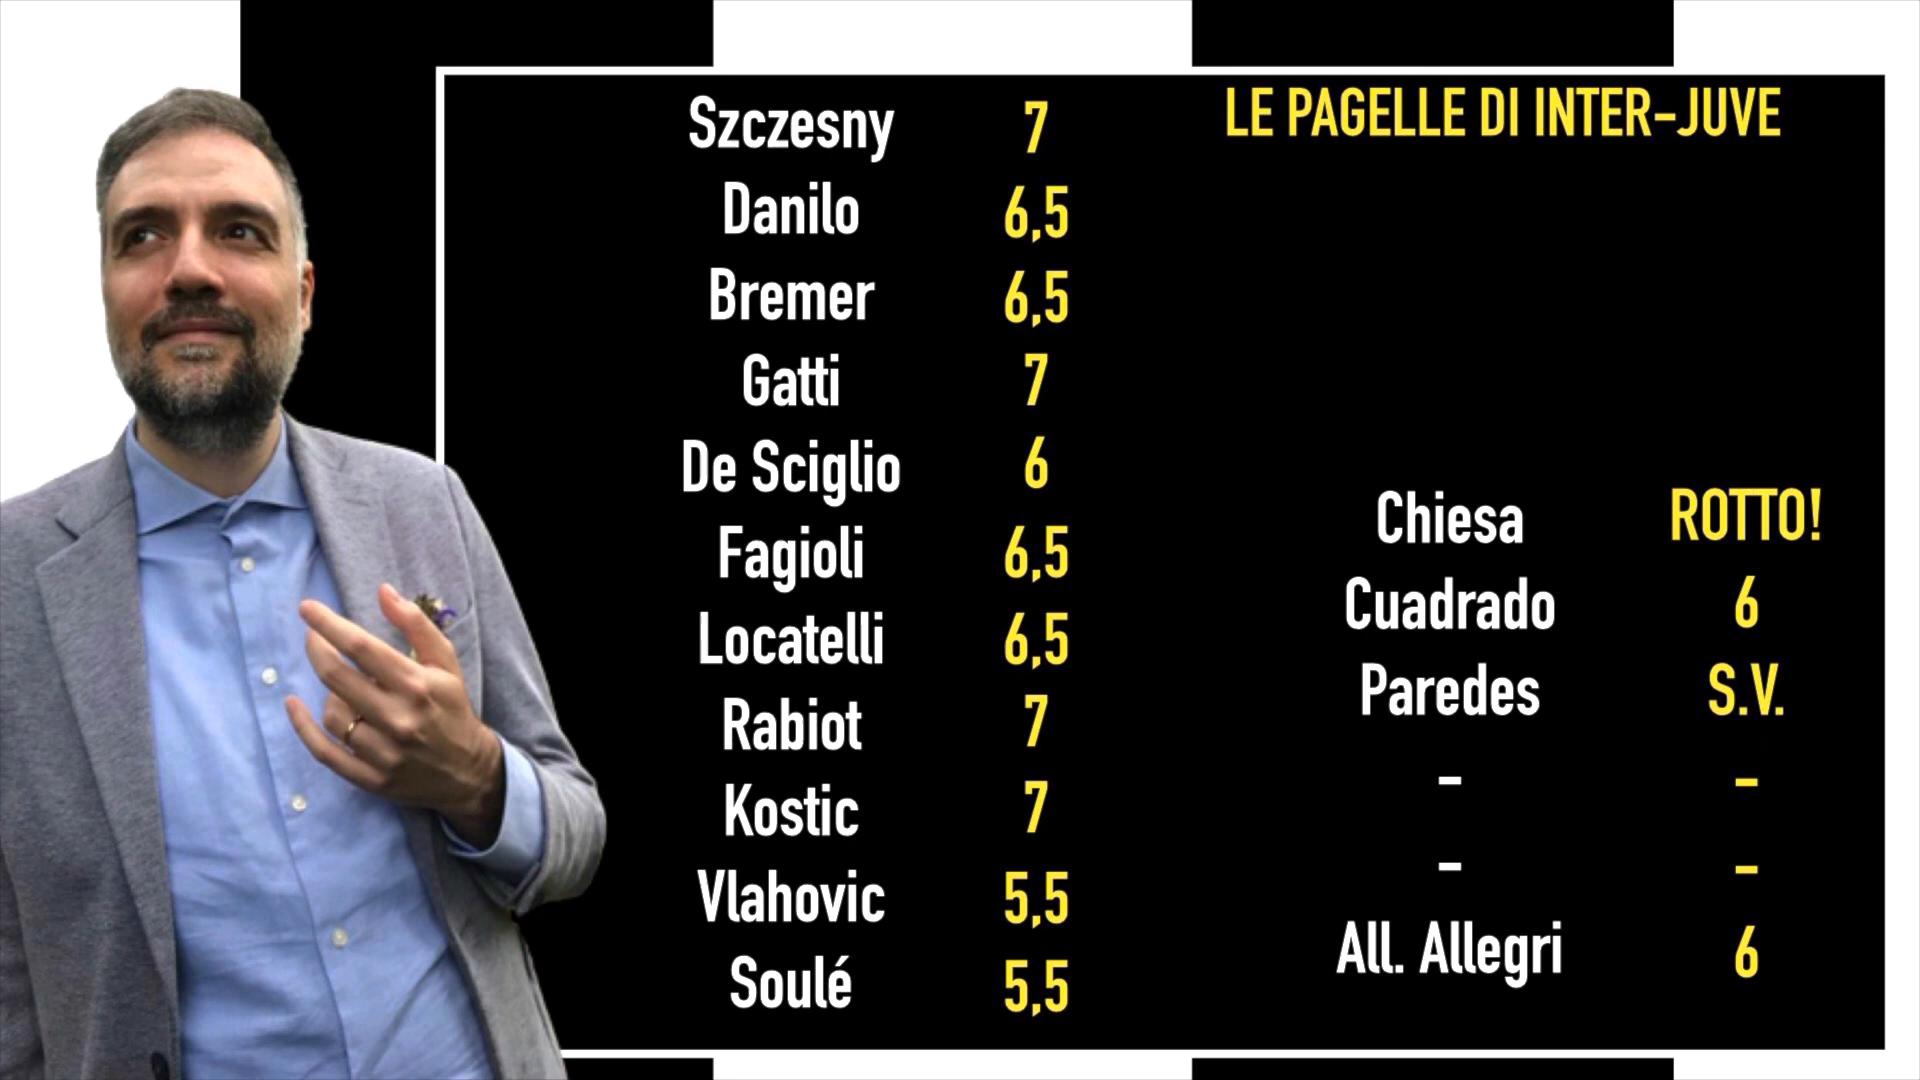 LE PAGELLE DI INTER-JUVE
Szczesny 7
Danilo 6,5
Bremer 6,5
Gatti 7
De Sciglio 6
Fagioli 6,5
Locatelli 6,5
Rabiot 7
Kostic 7
Vlahovic 5,5
Soulé 5,5
Chiesa ROTTO!
Cuadrado 6
Paredes S.V.
- -
- -
All. Allegri 6